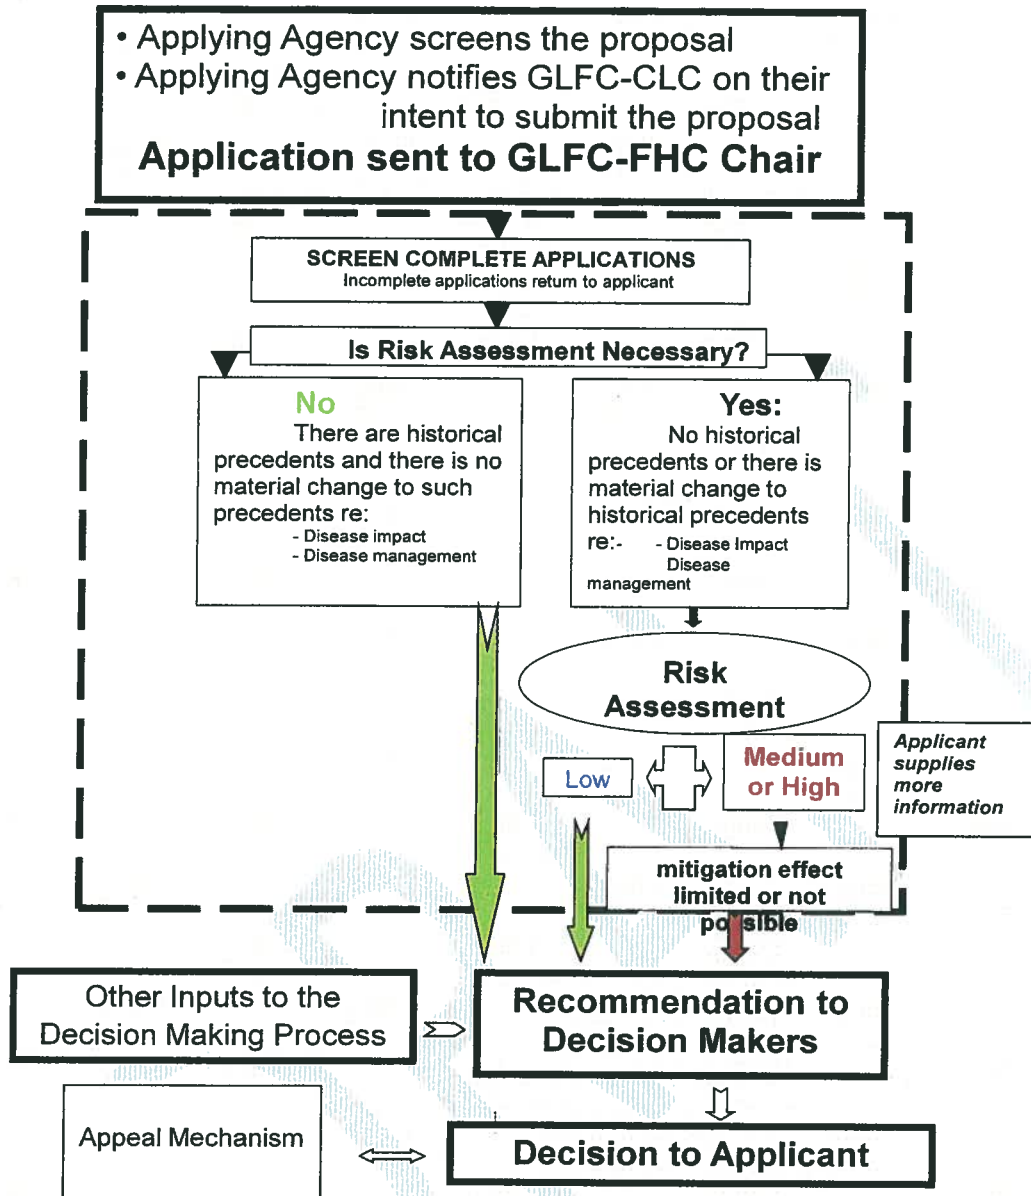 • Applying Agency screens the proposal
• Applying Agency notifies GLFC-CLC on their
intent to submit the proposal
Application sent to GLFC-FHC Chair
SCREEN COMPLETE APPLICATIONS
Incomplete applications return to applicant
Is Risk Assessment Necessary?
No
There are historical
precedents and there is no
material change to such
precedents re:
- Disease impact
- Disease management
Yes:
No historical
precedents or there is
material change to
historical precedents
re:- - Disease Impact
Disease
management
Risk
Assessment
Low
Medium
or High
Applicant
supplies
more
information
mitigation effect
limited or not
possible
Other Inputs to the
Decision Making Process
Recommendation to
Decision Makers
Appeal Mechanism
Decision to Applicant